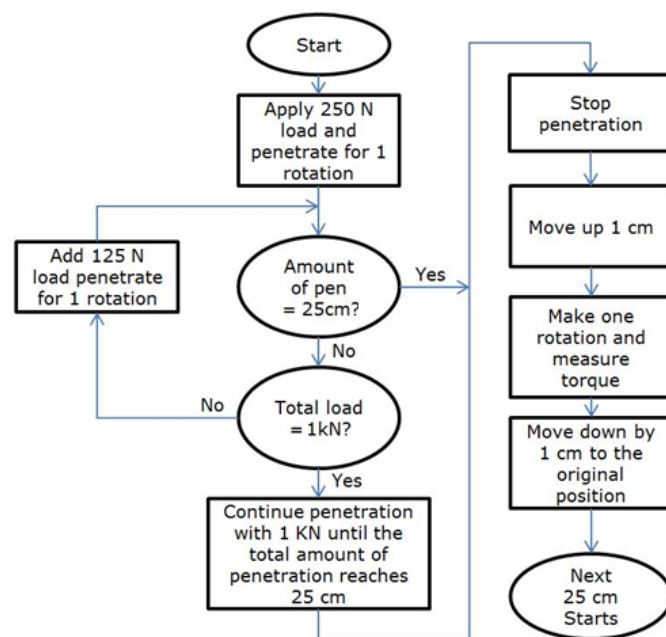 Start
Apply 250 N
load and
penetrate for 1
rotation
Add 125 N
load penetrate
for 1 rotation
Amount
of pen
= 25cm?
Yes
No
No
Total load
= 1kN?
Yes
Continue penetration
with 1 KN until the
total amount of
penetration reaches
25 cm
Stop
penetration
Move up 1 cm
Make one
rotation and
measure
torque
Move down by
1 cm to the
original
position
Next
25 cm
Starts